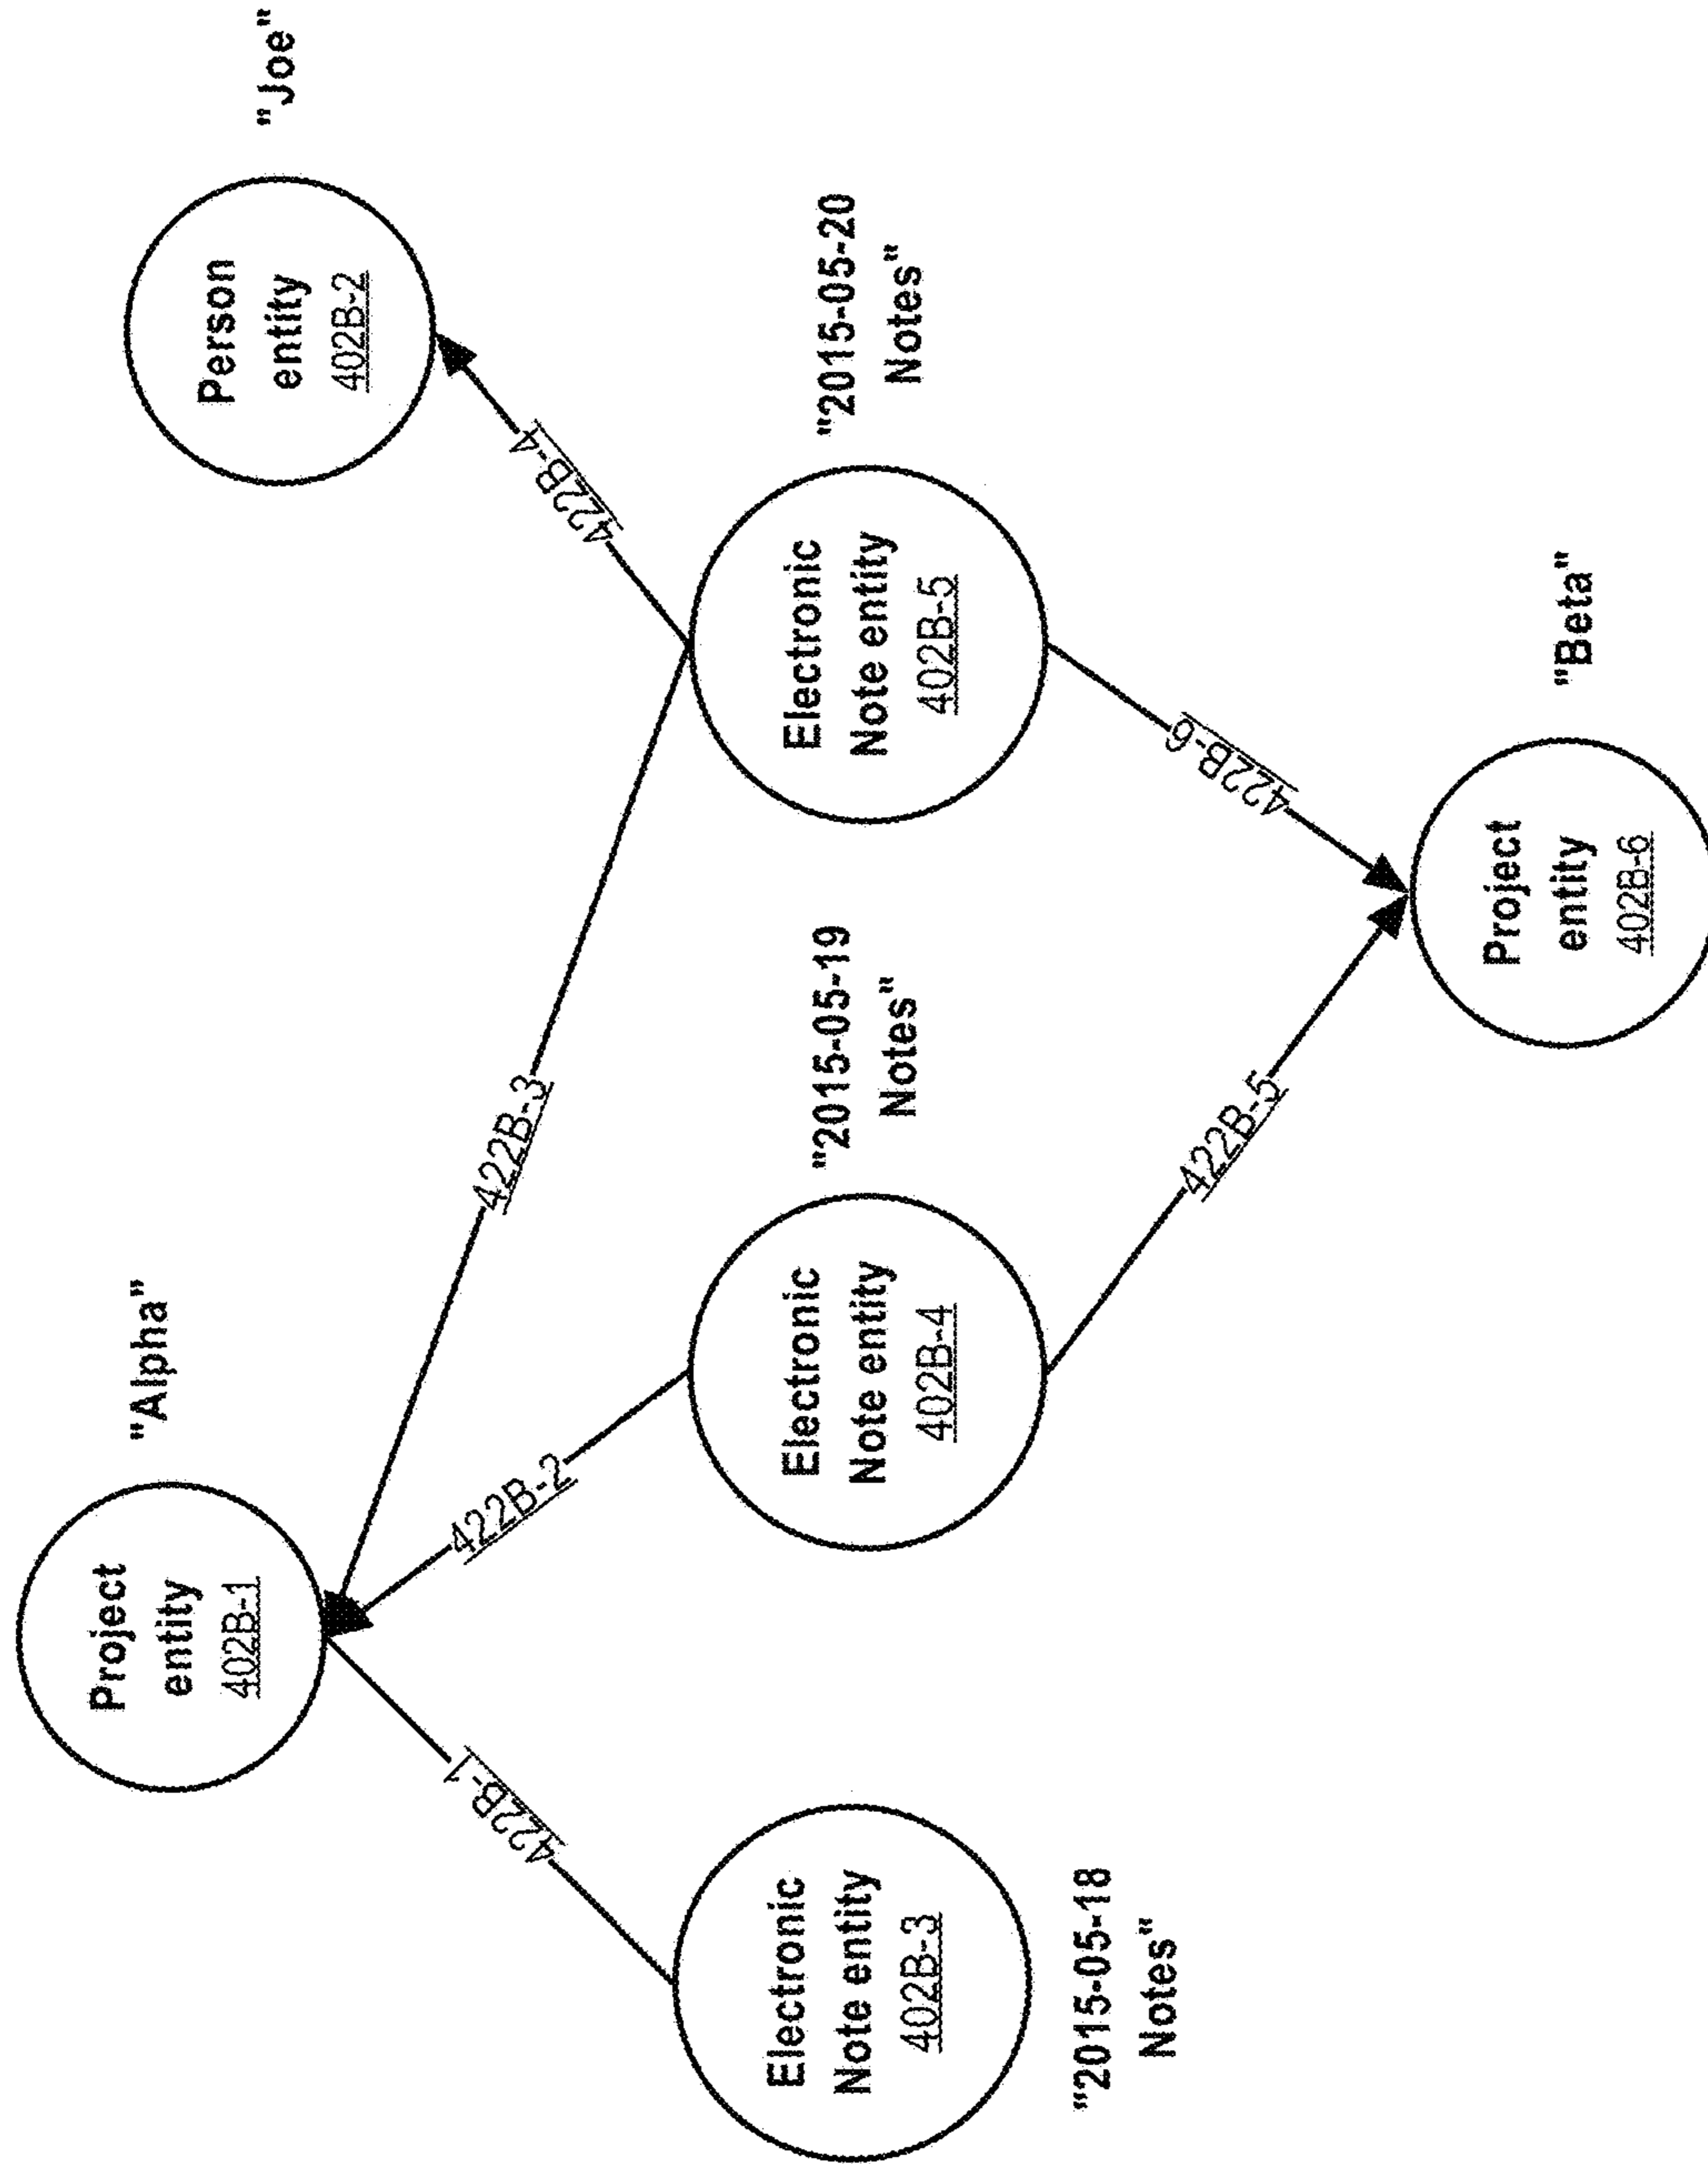 "Alpha"
Project
entity
402B-1
"Joe"
Person
entity
402B-2
422B-1
422B-2
422B-3
422B-4
Electronic
Note entity
402B-3
"2015-05-18
Notes"
Electronic
Note entity
402B-4
"2015-05-19
Notes"
Electronic
Note entity
402B-5
"2015-05-20
Notes"
422B-5
422B-6
Project
entity
402B-6
"Beta"